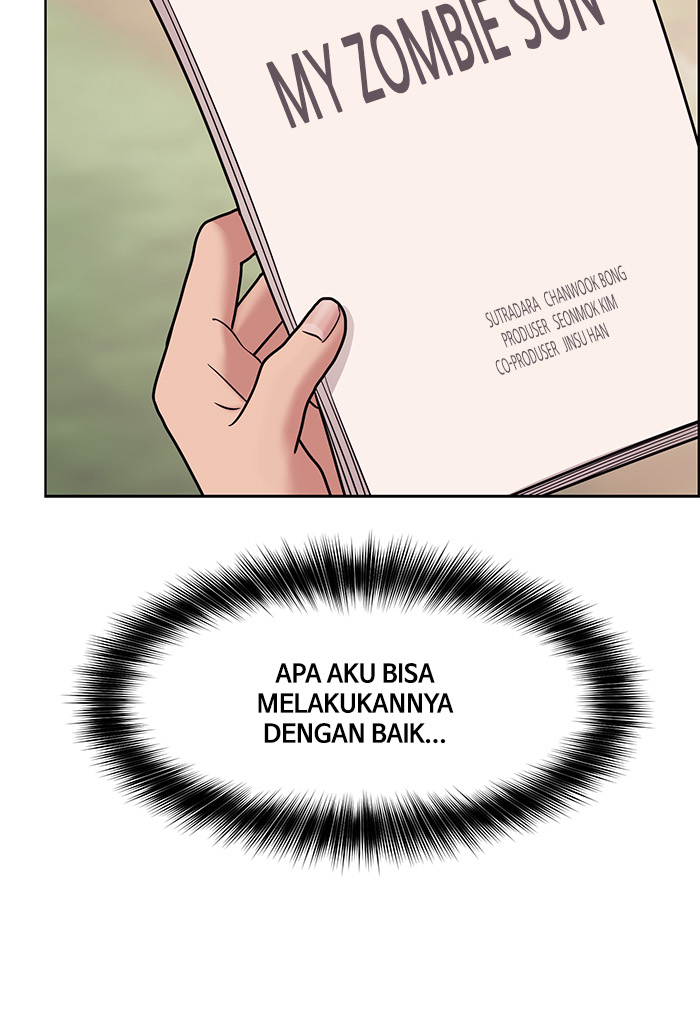 MY ZOMBIE SON
SUTRADARA CHANWOOK BONG
PRODUSER SEONMOK KIM
CO-PRODUSER JINSU HAN
APA AKU BISA
MELAKUKANNYA
DENGAN BAIK...